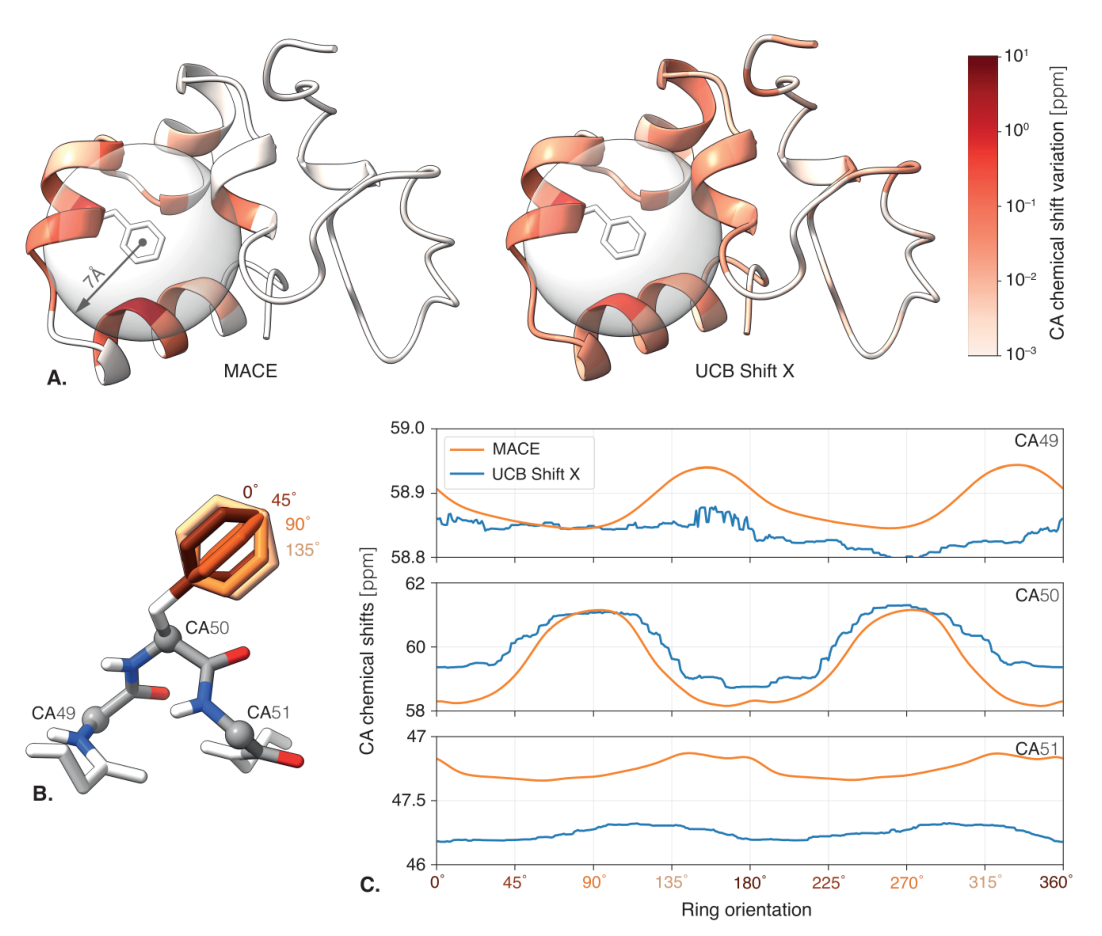 7Å
A.
MACE
UCB Shift X
10¹
10⁰
10⁻¹
10⁻²
10⁻³
CA chemical shift variation [ppm]
0°
45°
90°
135°
CA50
CA49
CA51
B.
CA chemical shifts [ppm]
59.0
58.9
58.8
MACE
UCB Shift X
CA49
62
60
58
CA50
47
47.5
46
CA51
C.
0° 45° 90° 135° 180° 225° 270° 315° 360°
Ring orientation